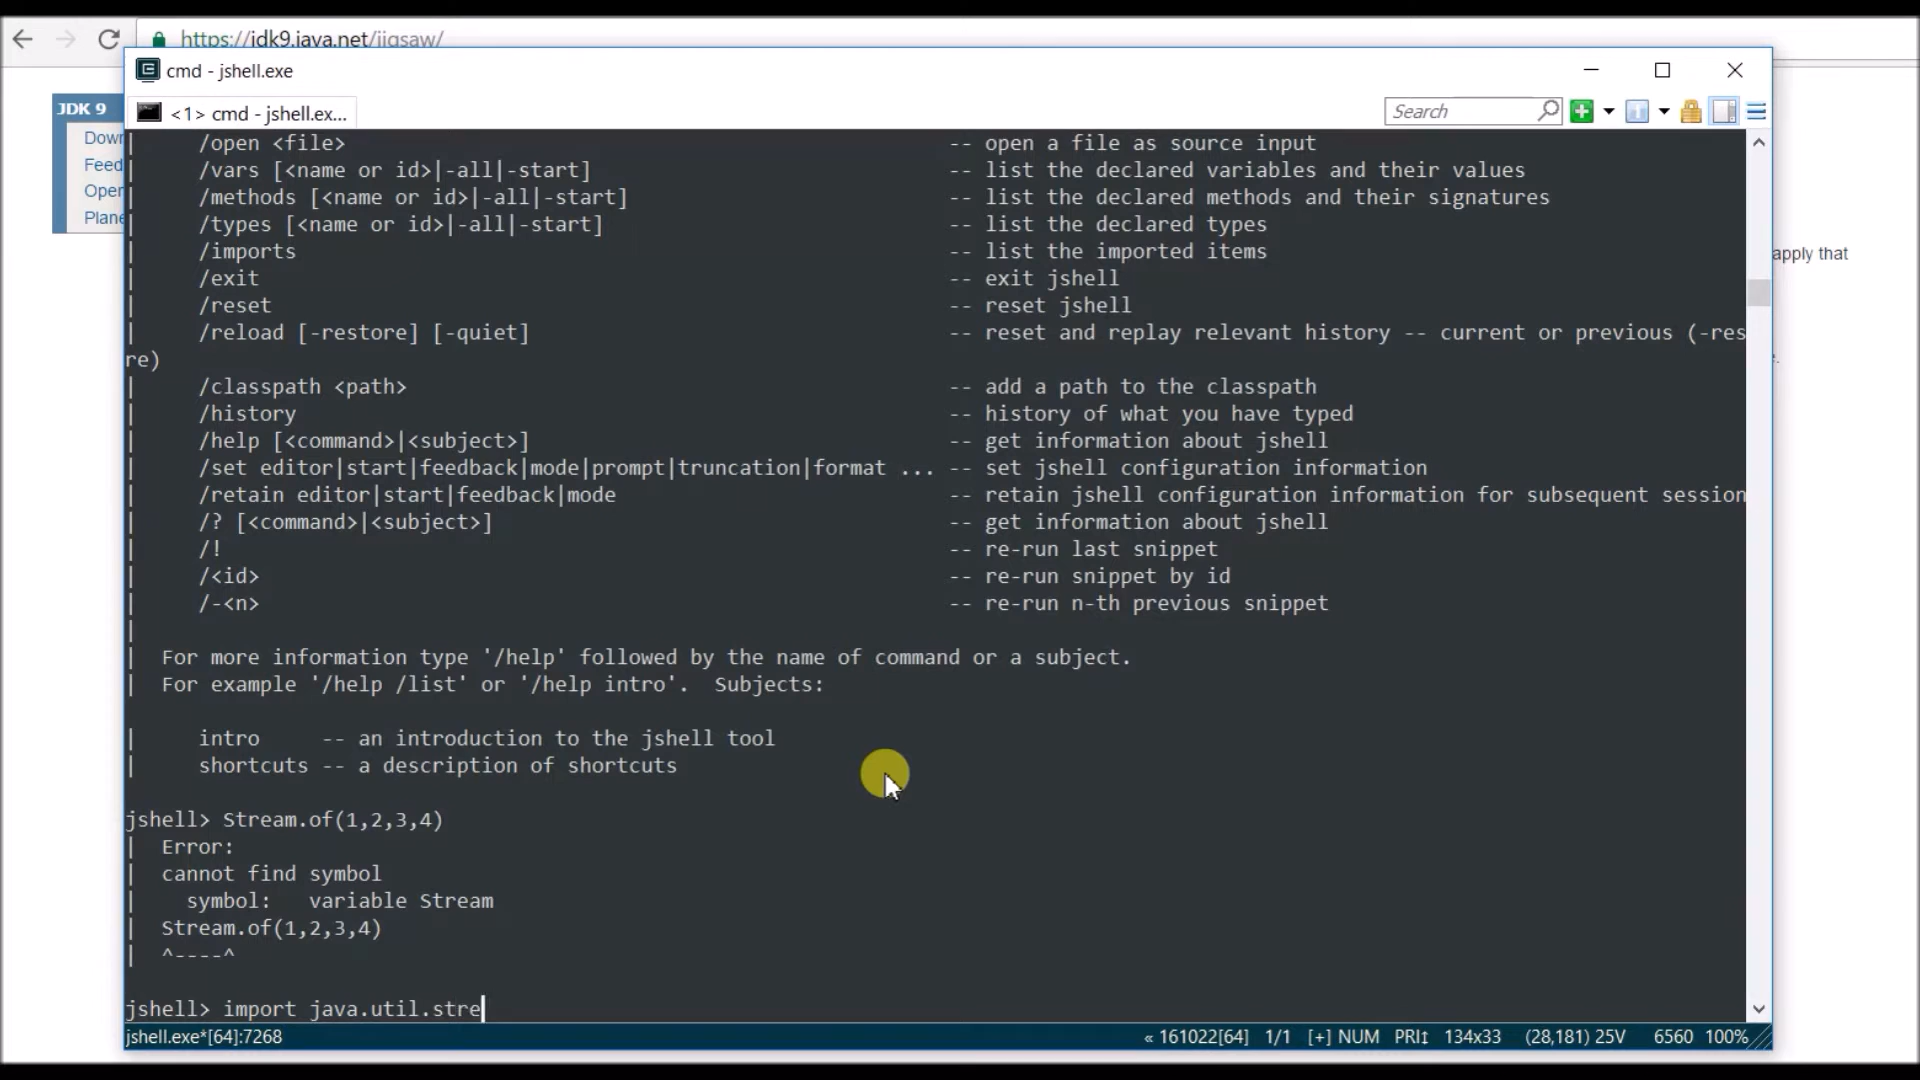 https://jdk9.java.net/jigsaw/
cmd - jshell.exe
JDK 9
<1> cmd - jshell.ex...
Search
Down
Feed
Open
Plane
apply that
e.
| /open <file> -- open a file as source input
| /vars [<name or id>|-all|-start] -- list the declared variables and their values
| /methods [<name or id>|-all|-start] -- list the declared methods and their signatures
| /types [<name or id>|-all|-start] -- list the declared types
| /imports -- list the imported items
| /exit -- exit jshell
| /reset -- reset jshell
| /reload [-restore] [-quiet] -- reset and replay relevant history -- current or previous (-res
re)
| /classpath <path> -- add a path to the classpath
| /history -- history of what you have typed
| /help [<command>|<subject>] -- get information about jshell
| /set editor|start|feedback|mode|prompt|truncation|format ... -- set jshell configuration information
| /retain editor|start|feedback|mode -- retain jshell configuration information for subsequent session
| /? [<command>|<subject>] -- get information about jshell
| /! -- re-run last snippet
| /<id> -- re-run snippet by id
| /-<n> -- re-run n-th previous snippet
|
| For more information type '/help' followed by the name of command or a subject.
| For example '/help /list' or '/help intro'. Subjects:
| intro -- an introduction to the jshell tool
| shortcuts -- a description of shortcuts
jshell> Stream.of(1,2,3,4)
| Error:
| cannot find symbol
| symbol: variable Stream
| Stream.of(1,2,3,4)
| ^----^
jshell> import java.util.stre
jshell.exe*[64]:7268 « 161022[64] 1/1 [+] NUM PRI↕ 134x33 (28,181) 25V 6560 100%